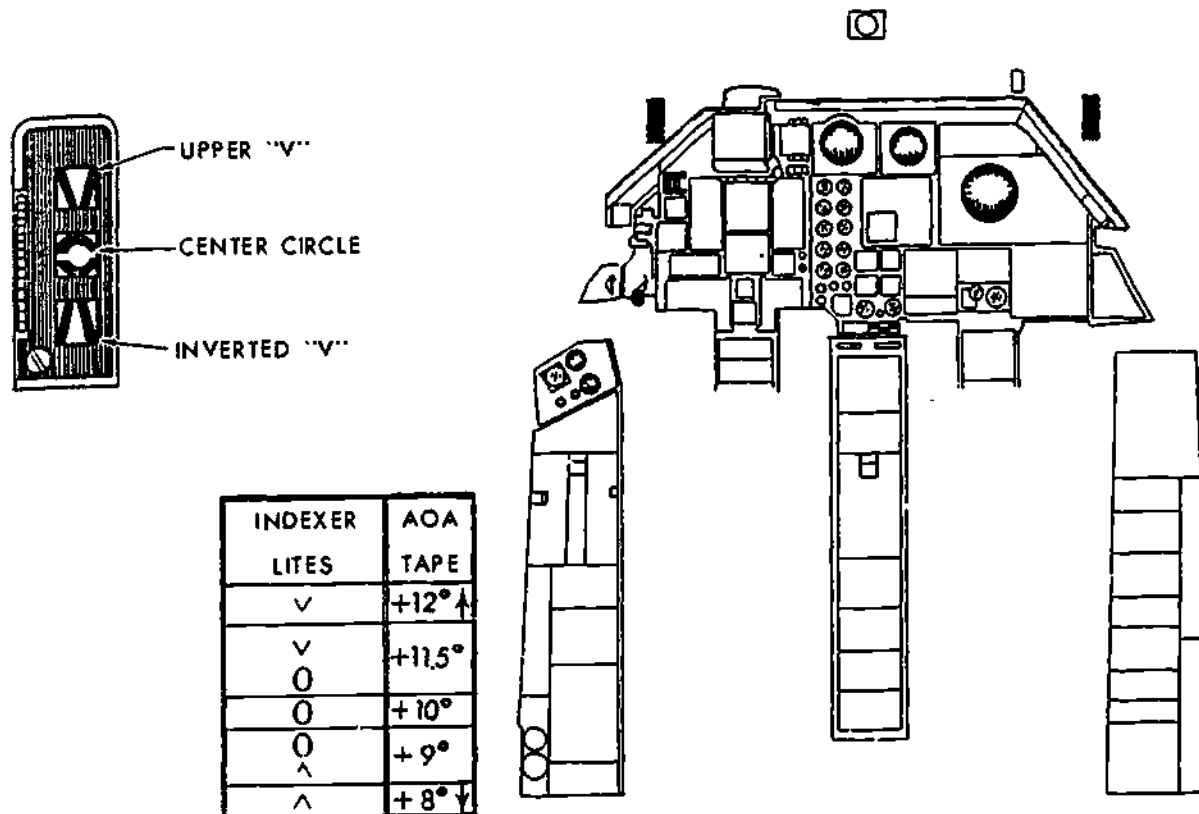 UPPER "V"
CENTER CIRCLE
INVERTED "V"
INDEXER LITES AOA TAPE
V +12° ↑
V
O +11.5°
O +10°
O
^ +9°
^ +8° ↓